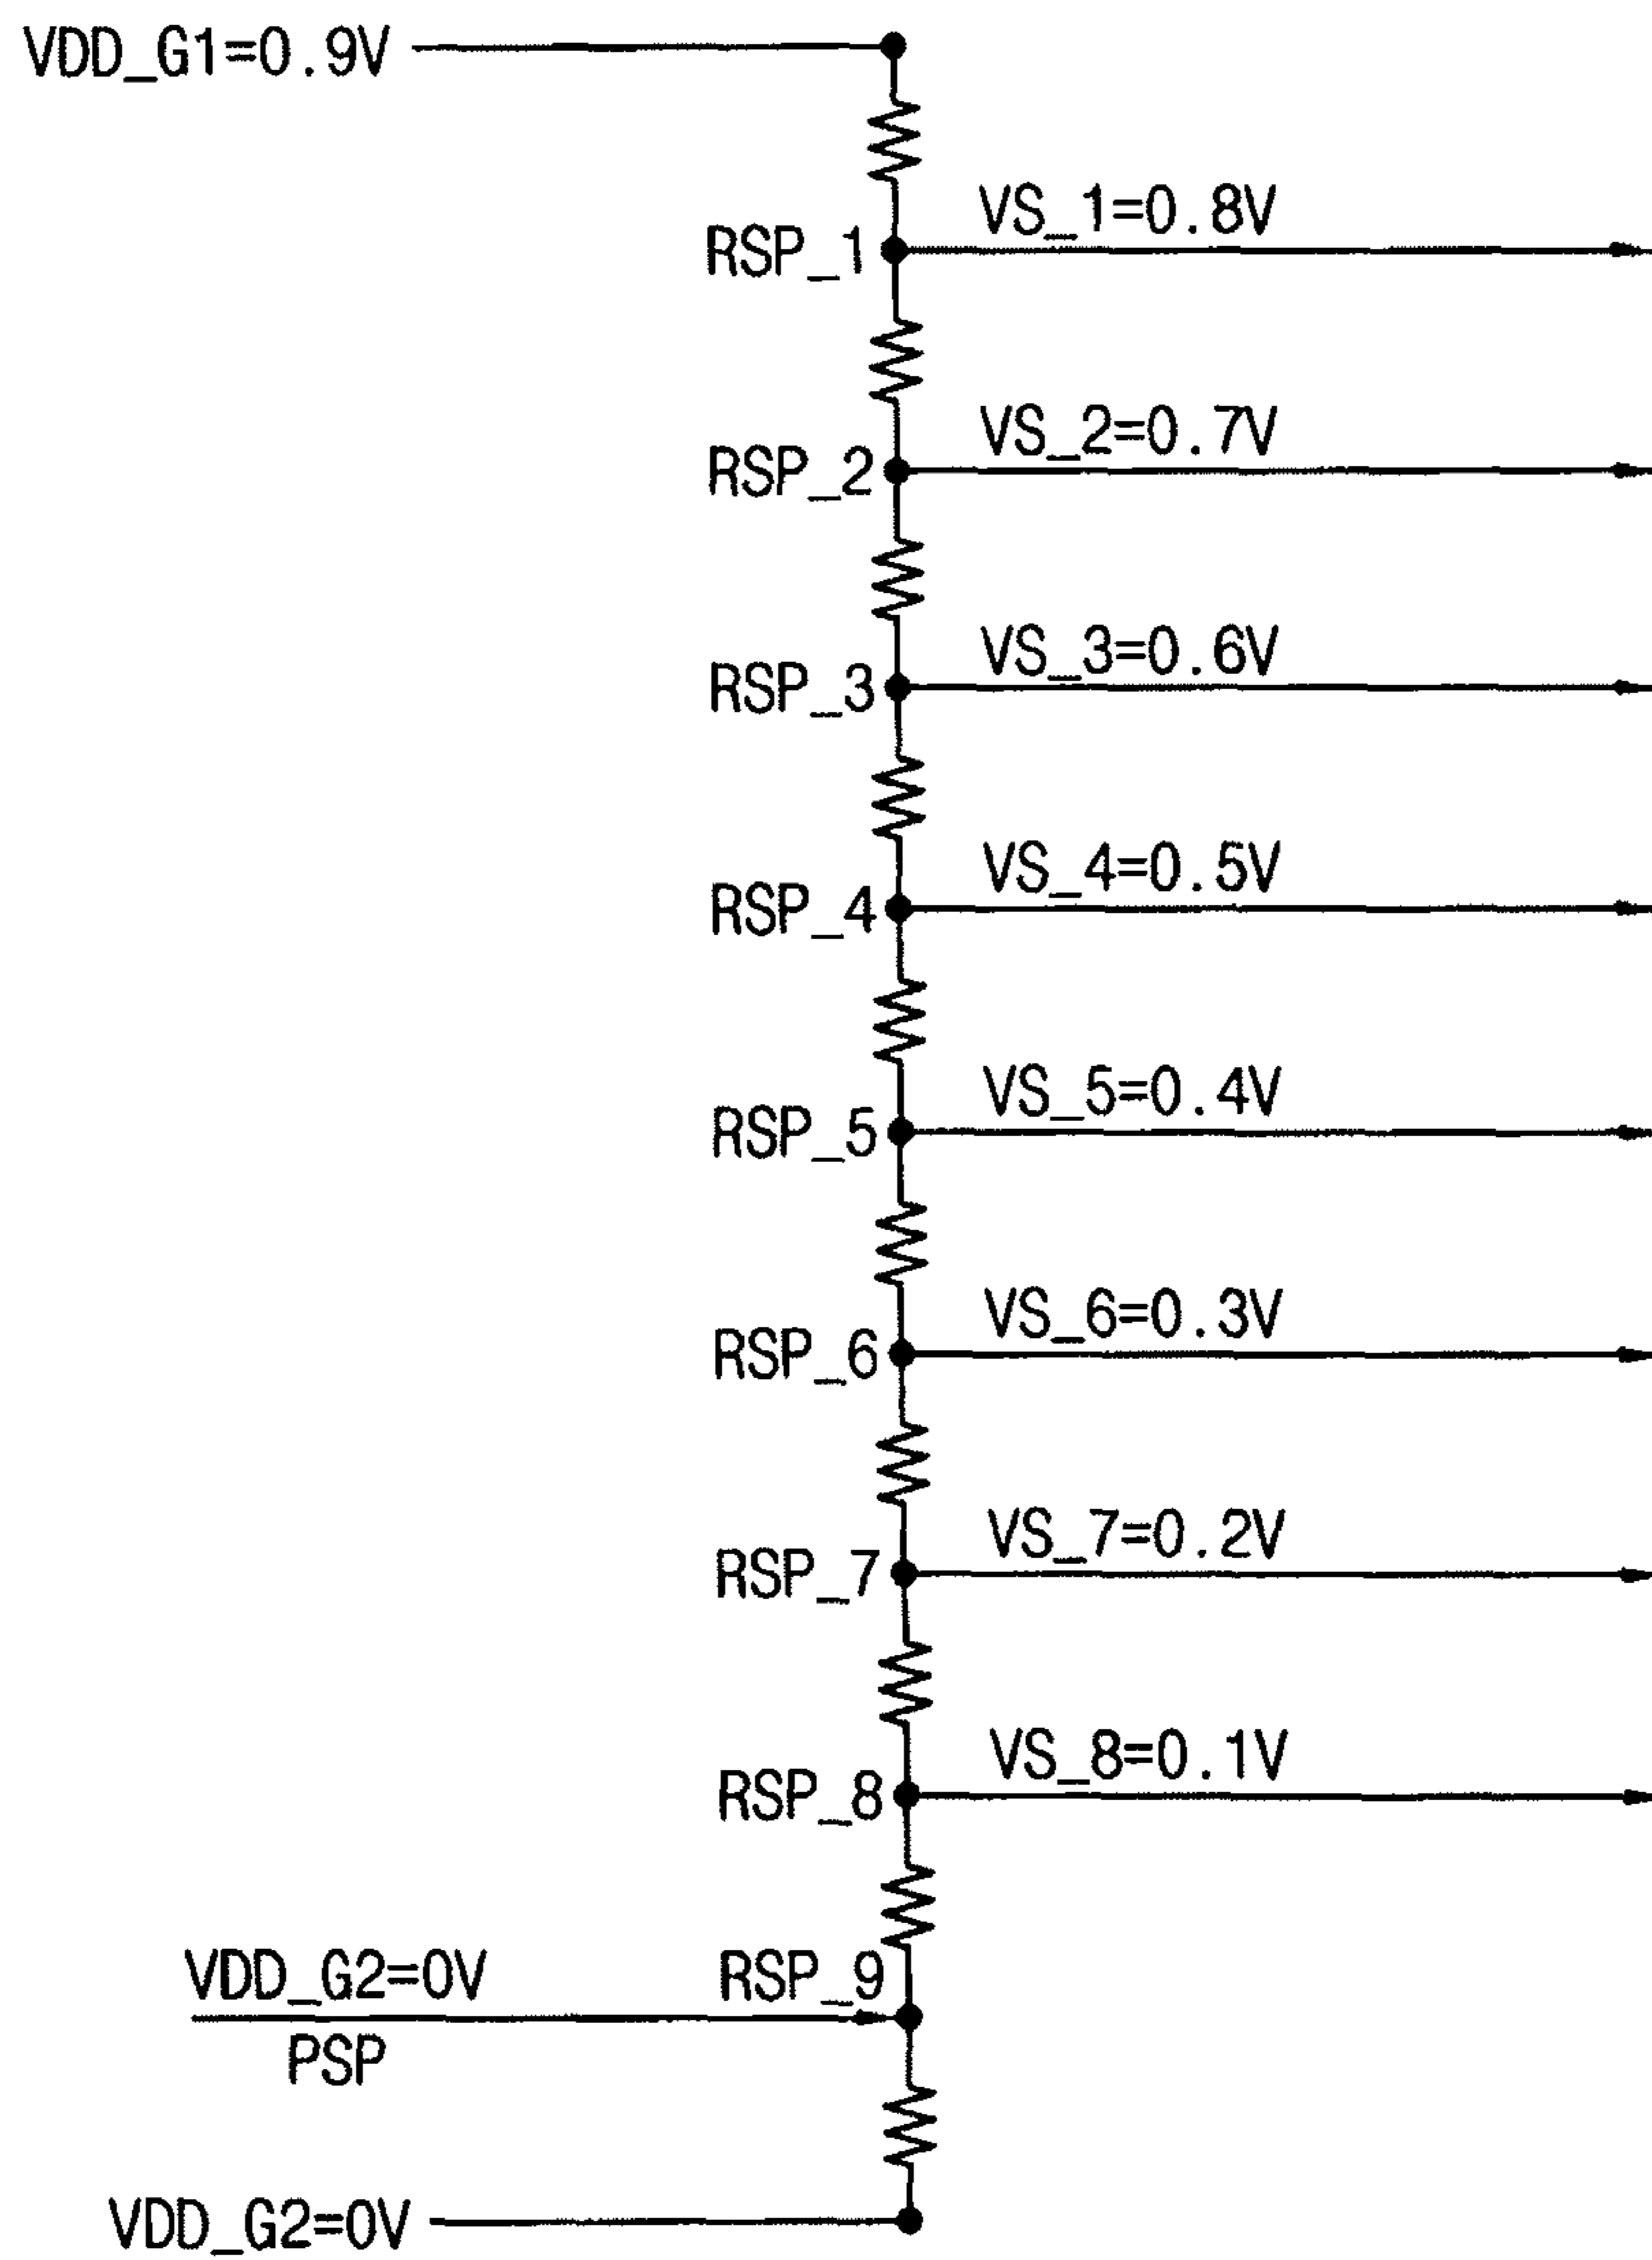 VDD_G1=0.9V
VS_1=0.8V
RSP_1
VS_2=0.7V
RSP_2
VS_3=0.6V
RSP_3
VS_4=0.5V
RSP_4
VS_5=0.4V
RSP_5
VS_6=0.3V
RSP_6
VS_7=0.2V
RSP_7
VS_8=0.1V
RSP_8
VDD_G2=0V
RSP_9
PSP
VDD_G2=0V